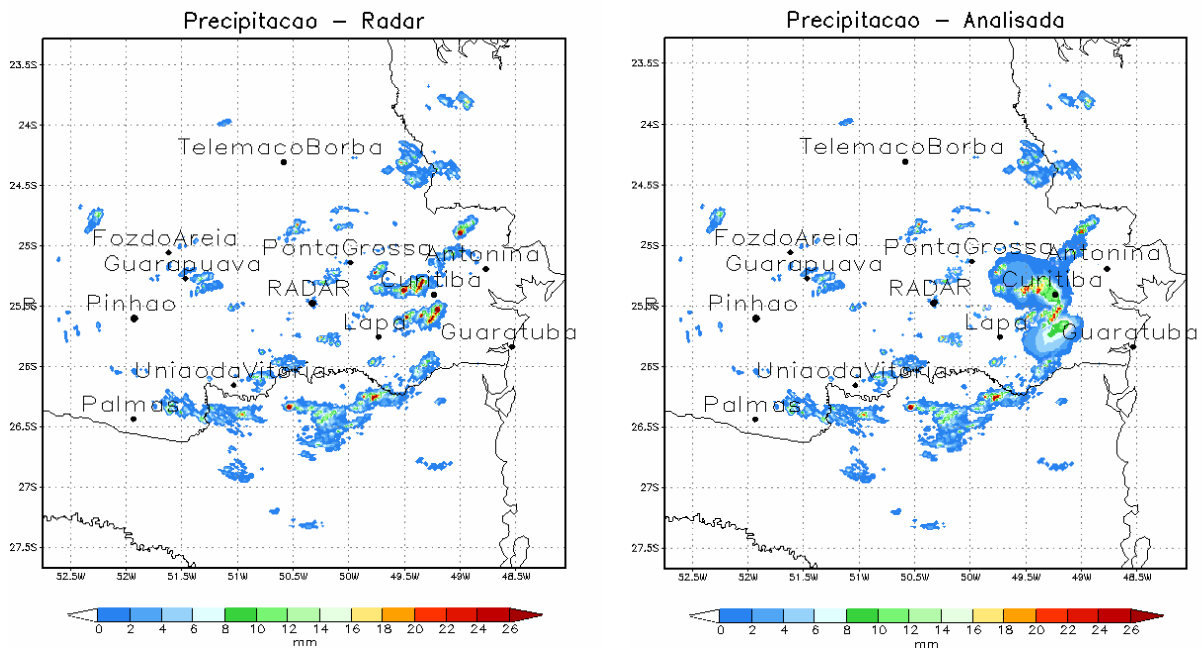 Precipitacao – Radar
23.5S
24S
TelemacoBorba
24.5S
25S
FozdoAreia
PontaGrossa
Antonina
Guarapuava
RADAR
Curitiba
25.5S
Pinhao
Lapa
Guaratuba
26S
UniaodaVitoria
Palmas
26.5S
27S
27.5S
52.5W 52W 51.5W 51W 50.5W 50W 49.5W 49W 48.5W
0 2 4 6 8 10 12 14 16 18 20 22 24 26
mm
Precipitacao – Analisada
23.5S
24S
TelemacoBorba
24.5S
25S
FozdoAreia
PontaGrossa
Antonina
Guarapuava
RADAR
Curitiba
25.5S
Pinhao
Lapa
Guaratuba
26S
UniaodaVitoria
Palmas
26.5S
27S
27.5S
52.5W 52W 51.5W 51W 50.5W 50W 49.5W 49W 48.5W
0 2 4 6 8 10 12 14 16 18 20 22 24 26
mm